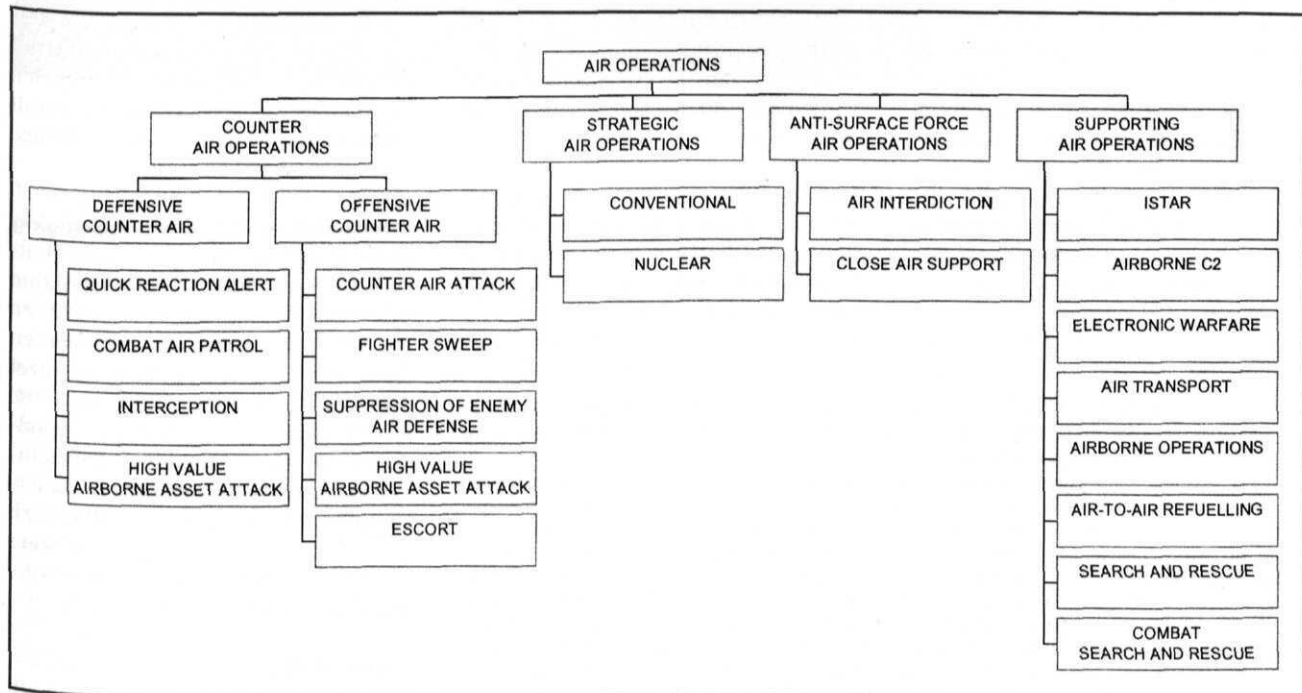 AIR OPERATIONS
COUNTER
AIR OPERATIONS
STRATEGIC
AIR OPERATIONS
ANTI-SURFACE FORCE
AIR OPERATIONS
SUPPORTING
AIR OPERATIONS
DEFENSIVE
COUNTER AIR
OFFENSIVE
COUNTER AIR
QUICK REACTION ALERT
COMBAT AIR PATROL
INTERCEPTION
HIGH VALUE
AIRBORNE ASSET ATTACK
COUNTER AIR ATTACK
FIGHTER SWEEP
SUPPRESSION OF ENEMY
AIR DEFENSE
HIGH VALUE
AIRBORNE ASSET ATTACK
ESCORT
CONVENTIONAL
NUCLEAR
AIR INTERDICTION
CLOSE AIR SUPPORT
ISTAR
AIRBORNE C2
ELECTRONIC WARFARE
AIR TRANSPORT
AIRBORNE OPERATIONS
AIR-TO-AIR REFUELLING
SEARCH AND RESCUE
COMBAT
SEARCH AND RESCUE